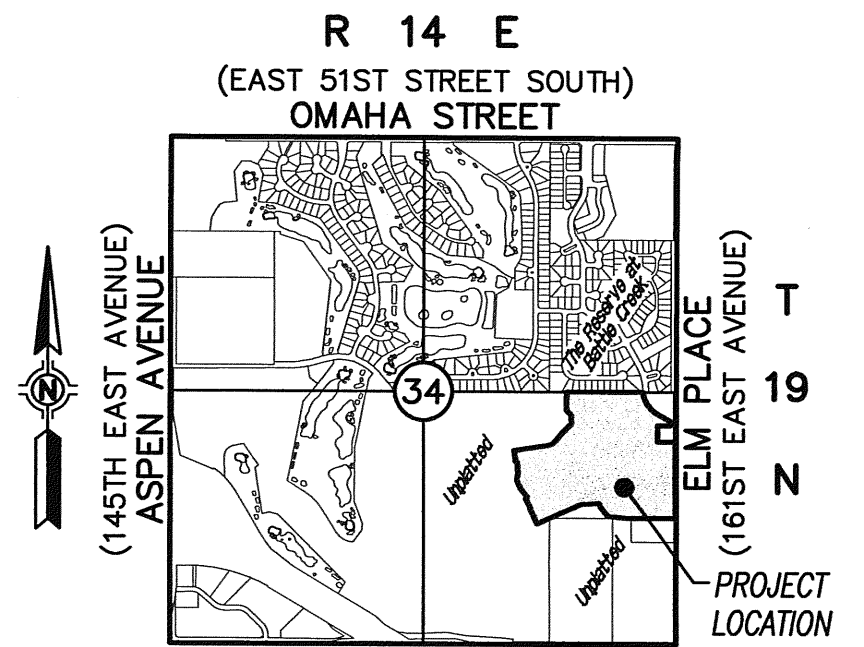 R 14 E
(EAST 51ST STREET SOUTH)
OMAHA STREET
(145TH EAST AVENUE)
ASPEN AVENUE
N
The Reserve at
Battle Creek
34
Unplatted
Unplatted
ELM PLACE
(161ST EAST AVENUE)
T
19
N
PROJECT
LOCATION